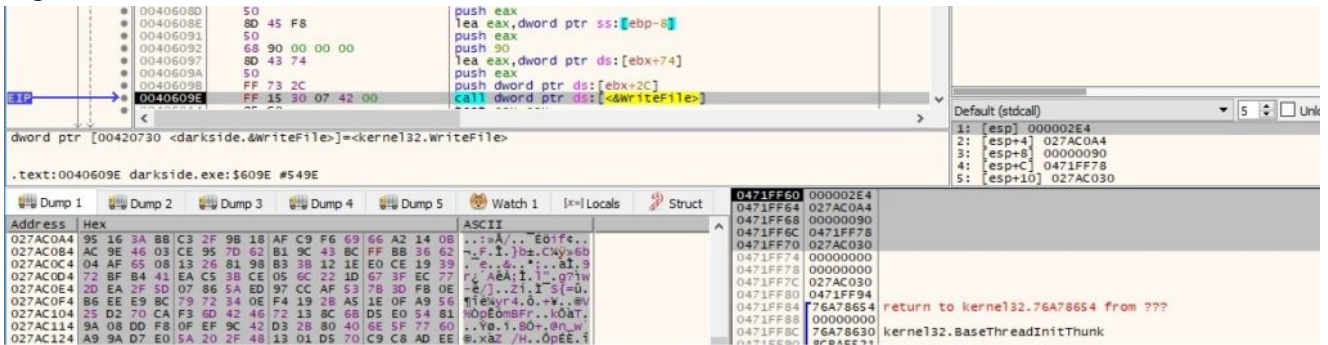 0040608D 50 push eax
0040608E 8D 45 F8 lea eax,dword ptr ss:[ebp-8]
00406091 50 push eax
00406092 68 90 00 00 00 push 90
00406097 8D 43 74 lea eax,dword ptr ds:[ebx+74]
0040609A 50 push eax
0040609B FF 73 2C push dword ptr ds:[ebx+2C]
EIP 0040609E FF 15 30 07 42 00 call dword ptr ds:[<&WriteFile>]
dword ptr [00420730 <darkside.&WriteFile>]=<kernel32.WriteFile>
.text:0040609E darkside.exe:$609E #549E
Default (stdcall) 5
1: [esp] 000002E4
2: [esp+4] 027AC0A4
3: [esp+8] 00000090
4: [esp+C] 0471FF78
5: [esp+10] 027AC030
Dump 1 Dump 2 Dump 3 Dump 4 Dump 5 Watch 1 [x=] Locals Struct
Address Hex ASCII
027AC0A4 95 16 3A BB C3 2F 9B 18 AF C9 F6 69 66 A2 14 0B
027AC0B4 AC 9E 46 03 CE 95 7D 62 B1 9C 43 BC FF BB 36 62
027AC0C4 04 AF 65 08 13 26 81 98 B3 3B 12 1E E0 CE 19 39
027AC0D4 72 BF B4 41 EA C5 3B CE 05 6C 22 1D 67 3F EC 77
027AC0E4 2D EA 2F 5D 07 86 5A ED 97 CC AF 53 7B 3D FB 0E
027AC0F4 B6 EE E9 BC 79 72 34 0E F4 19 2B A5 1E 0F A9 56
027AC104 25 D2 70 CA F3 6D 42 46 72 13 8C 6B D5 E0 54 81
027AC114 9A 08 DD F8 0F EF 9C 42 D3 2B 80 40 6E 5F 77 60
027AC124 A9 9A D7 E0 5A 20 2F 48 13 01 D5 70 C9 C8 AD EE
0471FF60 000002E4
0471FF64 027AC0A4
0471FF68 00000090
0471FF6C 0471FF78
0471FF70 027AC030
0471FF74 00000000
0471FF78 00000000
0471FF7C 027AC030
0471FF80 0471FF94
0471FF84 76A78654 return to kernel32.76A78654 from ???
0471FF88 00000000
0471FF8C 76A78630 kernel32.BaseThreadInitThunk